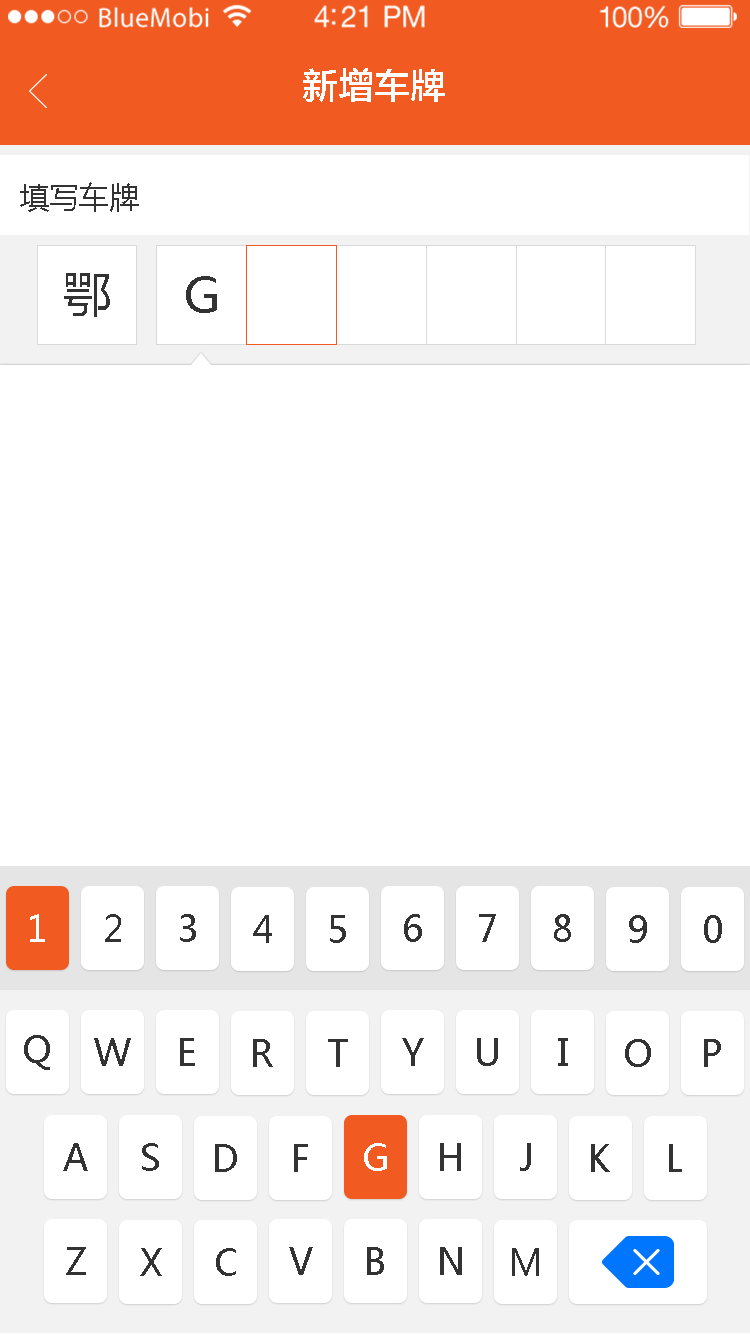 BlueMobi 4:21 PM 100%
新增车牌
填写车牌
鄂 G
1 2 3 4 5 6 7 8 9 0
Q W E R T Y U I O P
A S D F G H J K L
Z X C V B N M